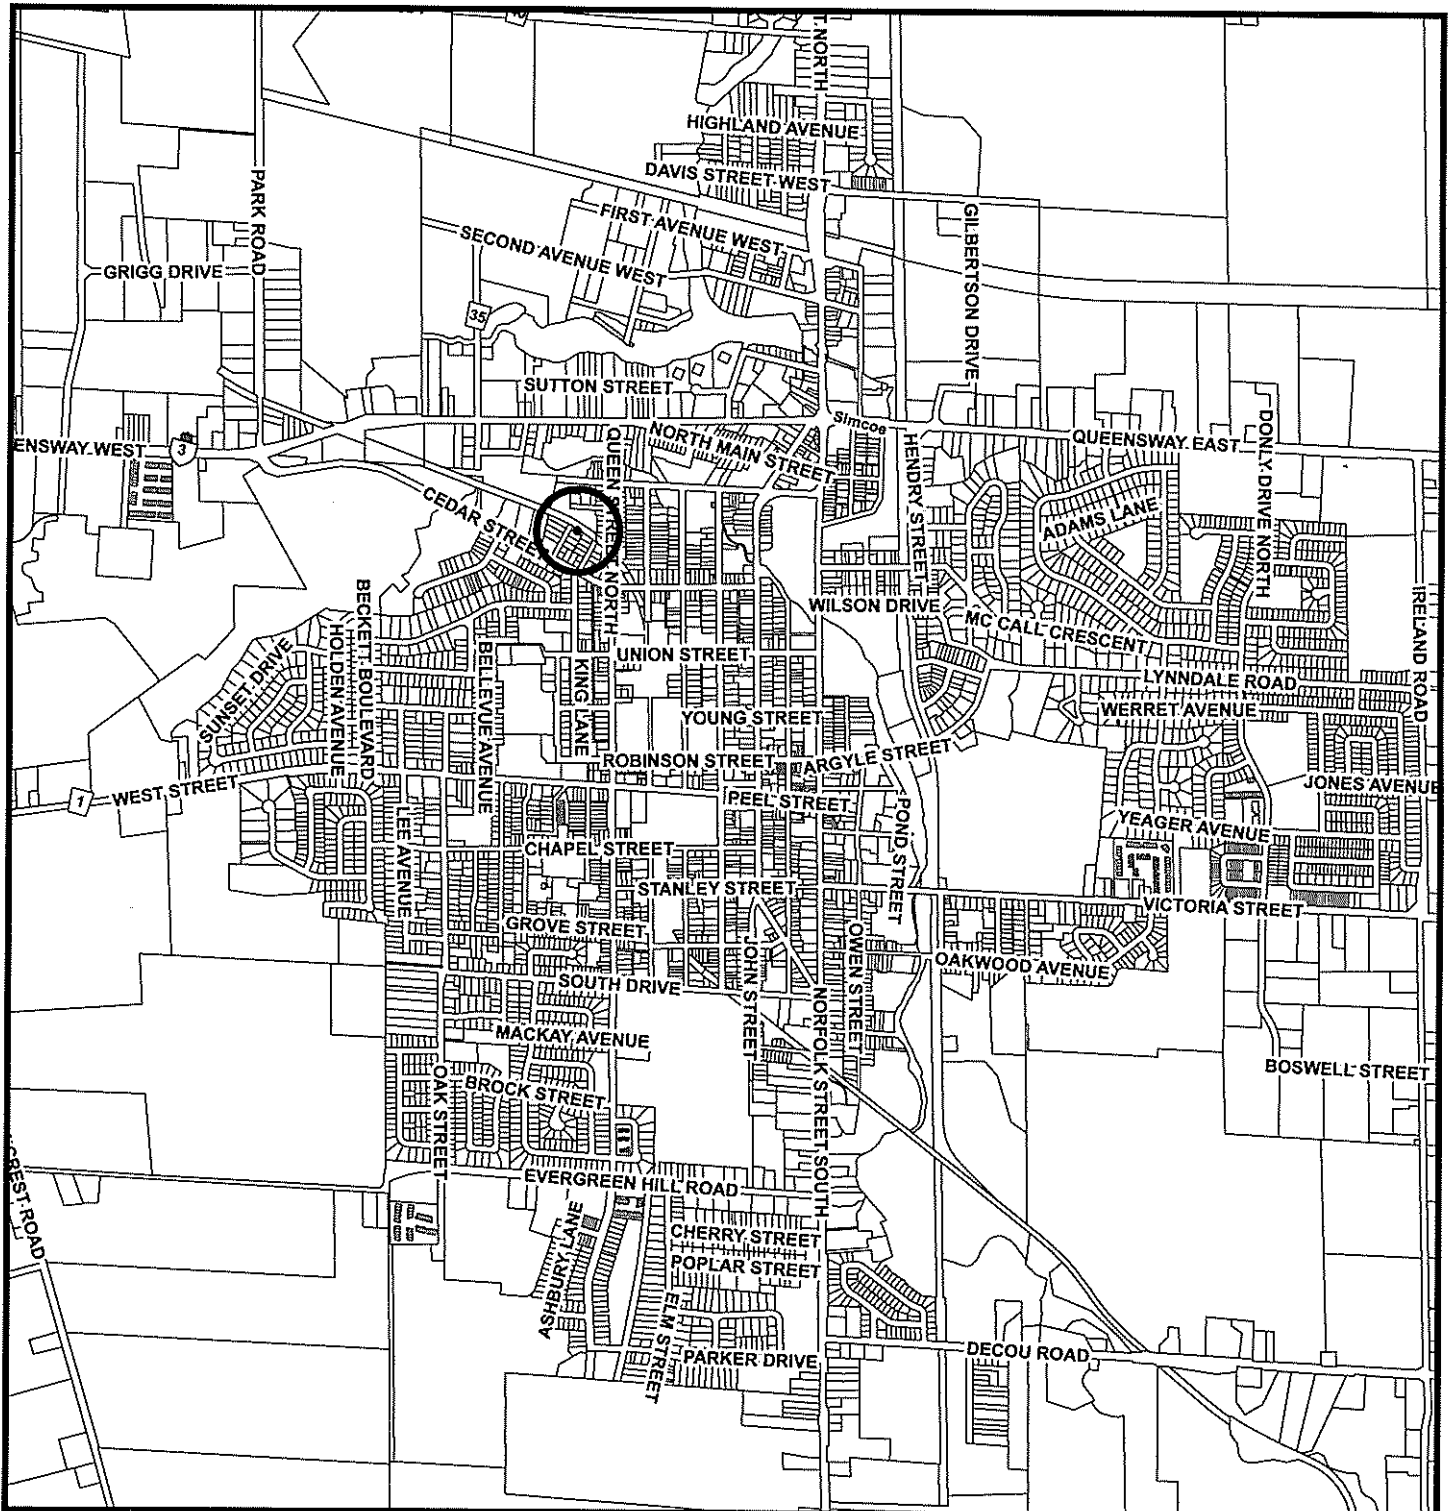 T. NORTH
HIGHLAND AVENUE
DAVIS STREET WEST
PARK ROAD
FIRST AVENUE WEST
SECOND AVENUE WEST
GILBERTSON DRIVE
GRIGG DRIVE
35
SUTTON STREET
Simcoe
NORTH MAIN STREET
QUEENSWAY EAST
ENSWAY WEST
3
QUEEN STREET NORTH
HENDRY STREET
DONLY DRIVE NORTH
CEDAR STREET
ADAMS LANE
WILSON DRIVE
MC CALL CRESCENT
IRELAND ROAD
BECKETT BOULEVARD
HOLDEN AVENUE
SUNSET DRIVE
BELLEVUE AVENUE
KING LANE
UNION STREET
LYNNDALE ROAD
WERRET AVENUE
YOUNG STREET
ARGYLE STREET
ROBINSON STREET
JONES AVENUE
WEST STREET
1
PEEL STREET
POND STREET
YEAGER AVENUE
LEE AVENUE
CHAPEL STREET
STANLEY STREET
VICTORIA STREET
GROVE STREET
OWEN STREET
JOHN STREET
OAKWOOD AVENUE
SOUTH DRIVE
NORFOLK STREET SOUTH
MACKAY AVENUE
BOSWELL STREET
OAK STREET
BROCK STREET
CREST ROAD
EVERGREEN HILL ROAD
ASHBURY LANE
CHERRY STREET
POPLAR STREET
ELM STREET
PARKER DRIVE
DECOU ROAD